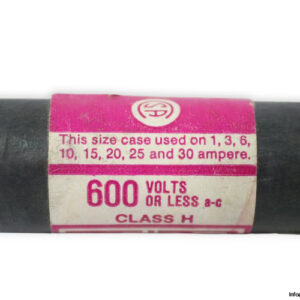 SA
This size case used on 1, 3, 6,
10, 15, 20, 25 and 30 ampere.
600 VOLTS
OR LESS a-c
CLASS H